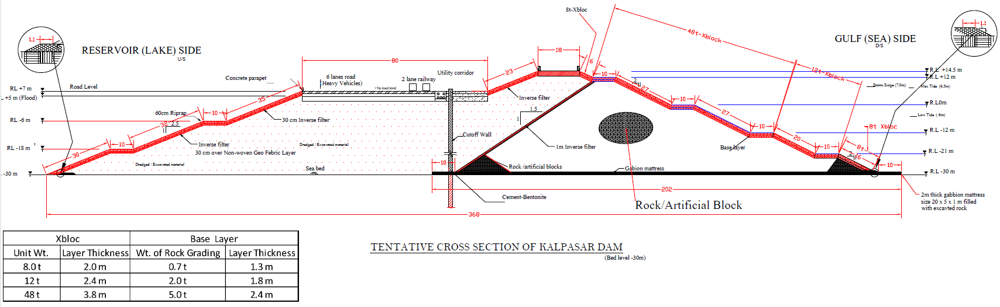 8t-Xbloc
48t-Xblock
GULF (SEA) SIDE
D/S
1.1
1.1
RESERVOIR (LAKE) SIDE
U/S
18
80
6
10
12t-Xblock
23
Utility corridor
6 lanes road
(Heavy Vehicles)
2 lane railway
Concrete parapet
R.L +14.5 m
R.L +12 m
Storm Surge (7.0m)
Max Tide (6.5m)
RL +7 m
Road Level
+7m road level
+5 m (Flood)
2
1
27
Inverse filter
35
10
10
R.L0m
60cm Riprap
10
1.5
1
27
Low Tide (-6m)
RL -6 m
32
2.5
1
30 cm Inverse filter
10
8t Xbloc
R.L -12 m
Cutoff Wall
20
10
Inverse filter
30 cm over Non-woven Geo Febric Layer
Dredged / Excavated material
1m Inverse filter
Base layer
8t
RL -18 m
30
R.L -21 m
2
1
16
Dredged / Excavated material
10
Rock /artificial blocks
Sea bed
Gabion mattress
10
-30 m
R.L -30 m
202
Cement-Bentonite
Rock/Artificial Block
2m thick gabbion mattress
size 20 x 5 x 1 m filled
with excavted rock
368
Xbloc Base Layer
Unit Wt. Layer Thickness Wt. of Rock Grading Layer Thickness
8.0 t 2.0 m 0.7 t 1.3 m
12 t 2.4 m 2.0 t 1.8 m
48 t 3.8 m 5.0 t 2.4 m
TENTATIVE CROSS SECTION OF KALPASAR DAM
(Bed level -30m)